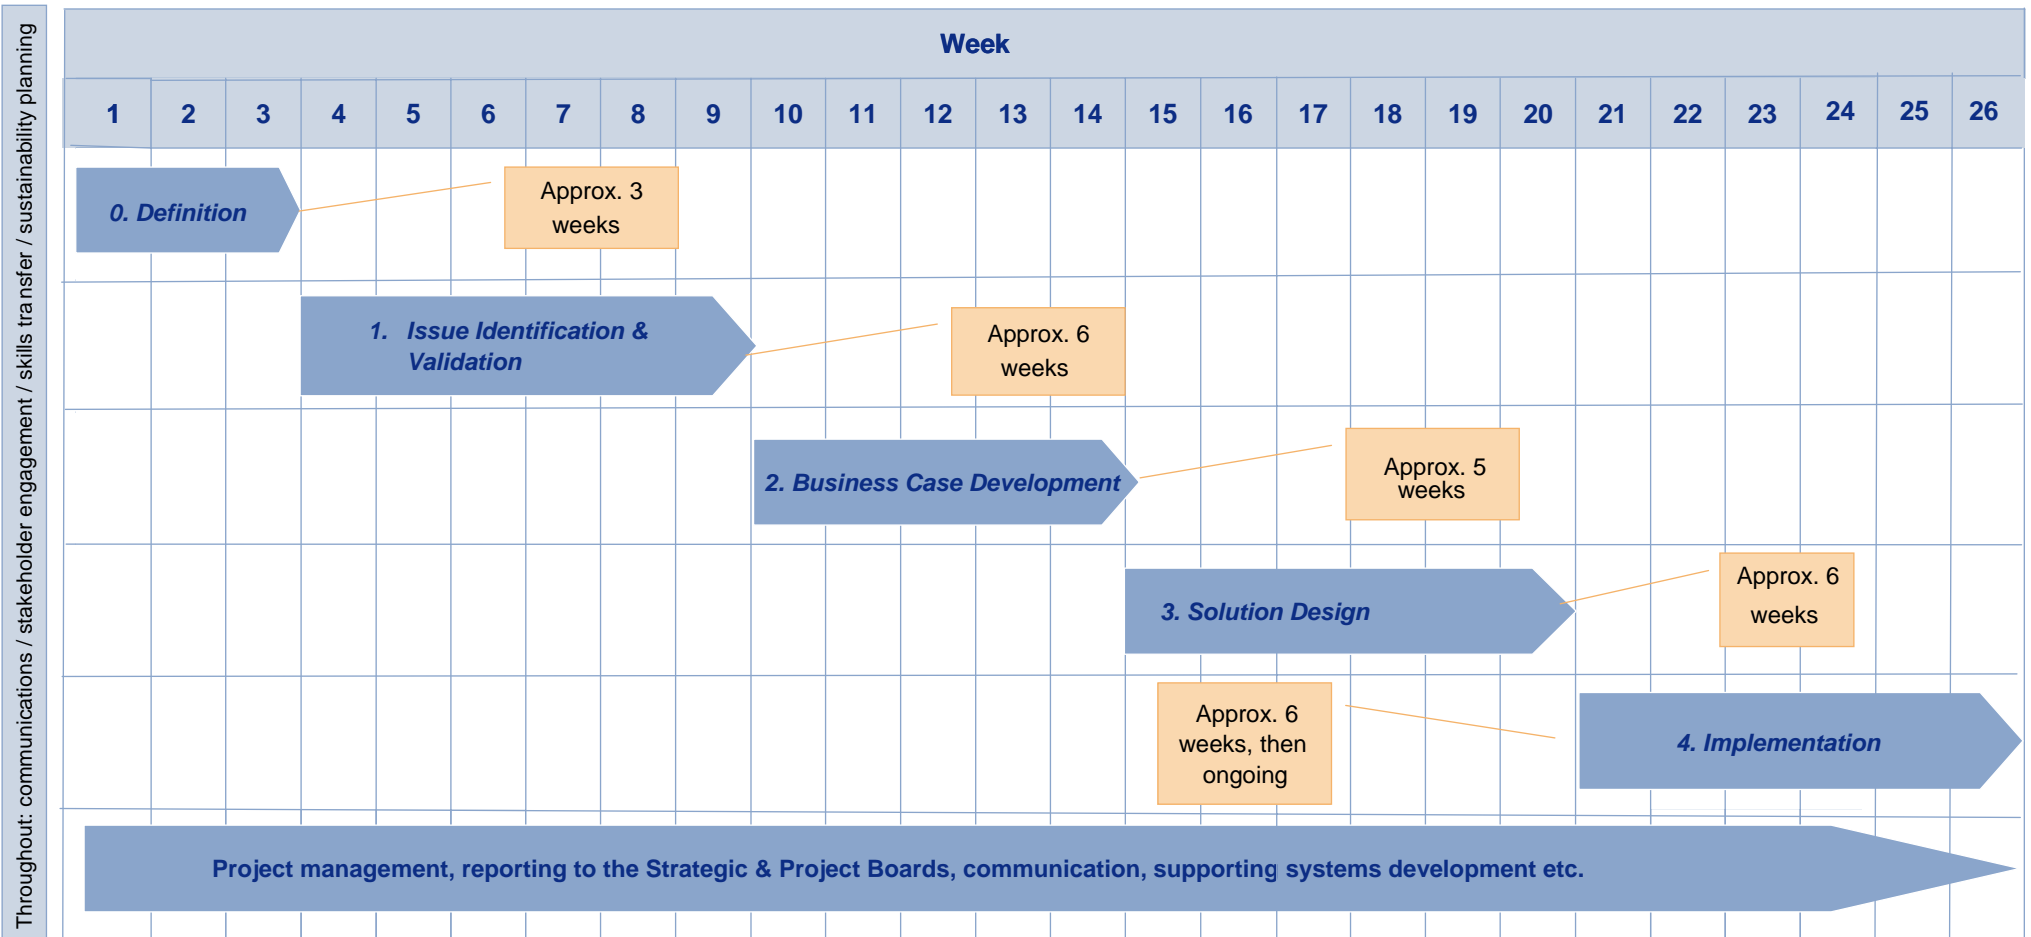 Throughout: communications / stakeholder engagement / skills transfer / sustainability planning
Week
1 2 3 4 5 6 7 8 9 10 11 12 13 14 15 16 17 18 19 20 21 22 23 24 25 26
0. Definition
Approx. 3
weeks
1. Issue Identification &
Validation
Approx. 6
weeks
2. Business Case Development
Approx. 5
weeks
3. Solution Design
Approx. 6
weeks
Approx. 6
weeks, then
ongoing
4. Implementation
Project management, reporting to the Strategic & Project Boards, communication, supporting systems development etc.